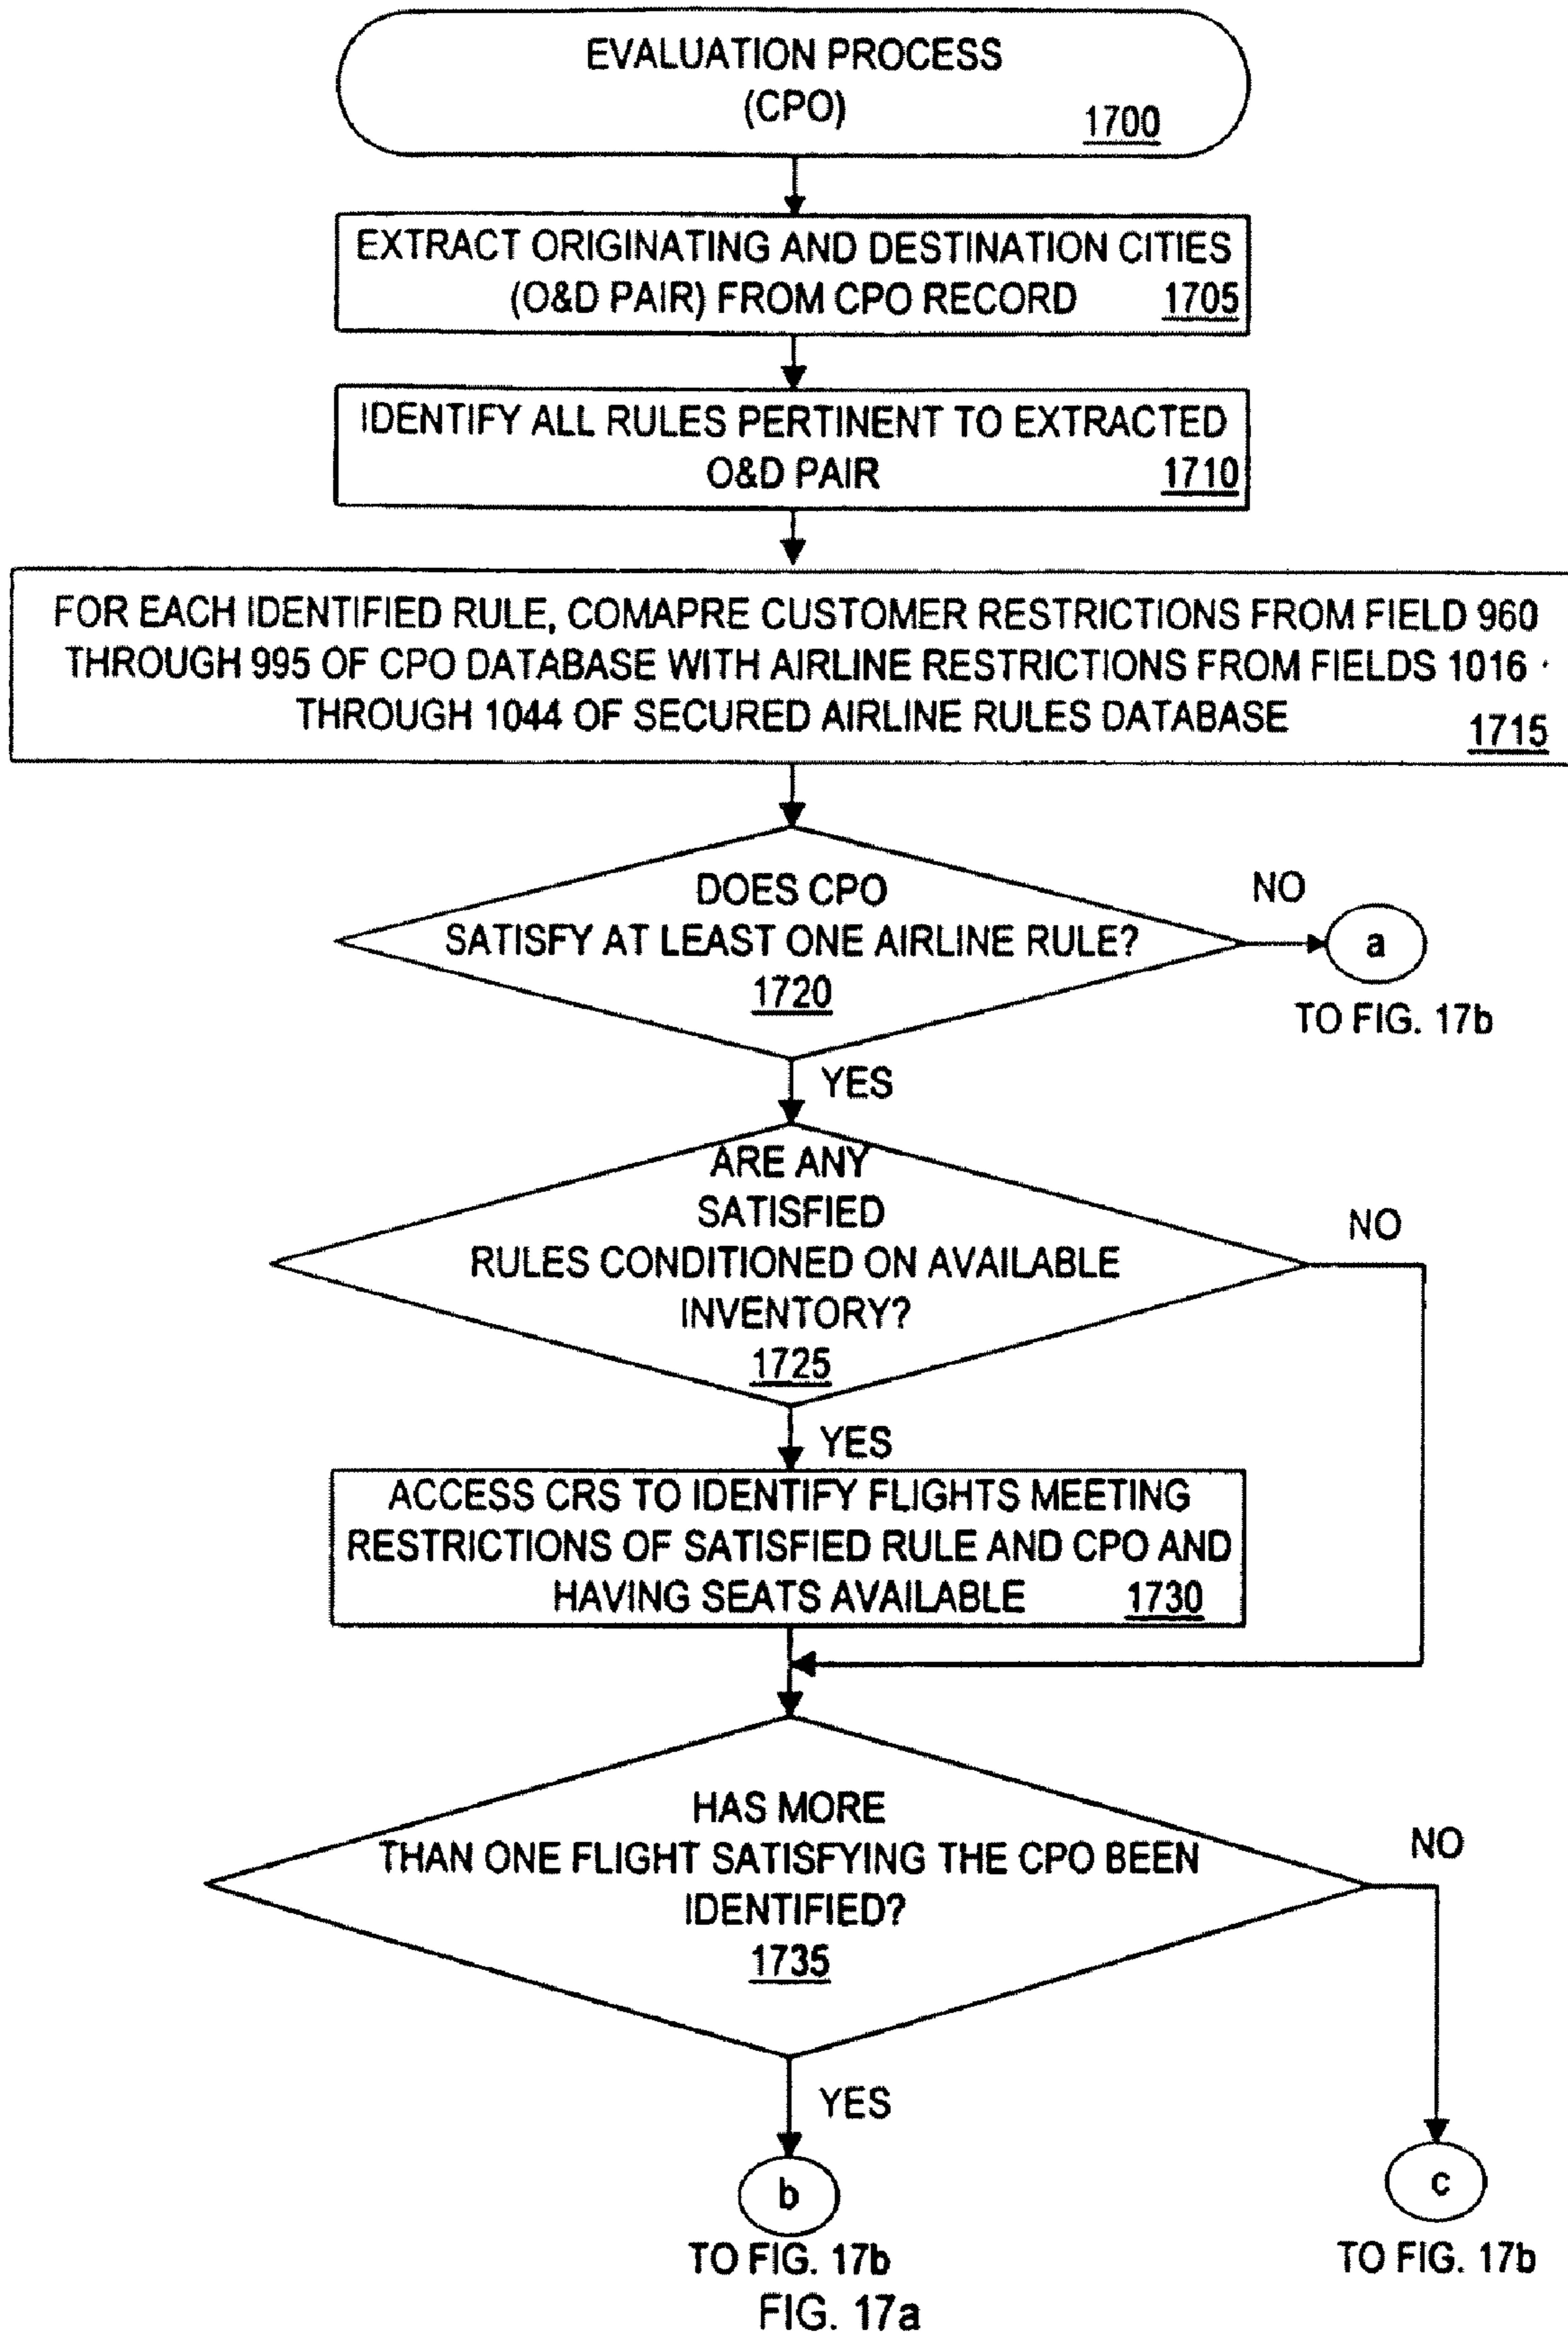 EVALUATION PROCESS
(CPO)
1700
EXTRACT ORIGINATING AND DESTINATION CITIES
(O&D PAIR) FROM CPO RECORD 1705
IDENTIFY ALL RULES PERTINENT TO EXTRACTED
O&D PAIR 1710
FOR EACH IDENTIFIED RULE, COMAPRE CUSTOMER RESTRICTIONS FROM FIELD 960
THROUGH 995 OF CPO DATABASE WITH AIRLINE RESTRICTIONS FROM FIELDS 1016
THROUGH 1044 OF SECURED AIRLINE RULES DATABASE 1715
DOES CPO
SATISFY AT LEAST ONE AIRLINE RULE?
1720
NO
a
TO FIG. 17b
YES
ARE ANY
SATISFIED
RULES CONDITIONED ON AVAILABLE
INVENTORY?
1725
NO
YES
ACCESS CRS TO IDENTIFY FLIGHTS MEETING
RESTRICTIONS OF SATISFIED RULE AND CPO AND
HAVING SEATS AVAILABLE 1730
HAS MORE
THAN ONE FLIGHT SATISFYING THE CPO BEEN
IDENTIFIED?
1735
NO
YES
b
TO FIG. 17b
c
TO FIG. 17b
FIG. 17a